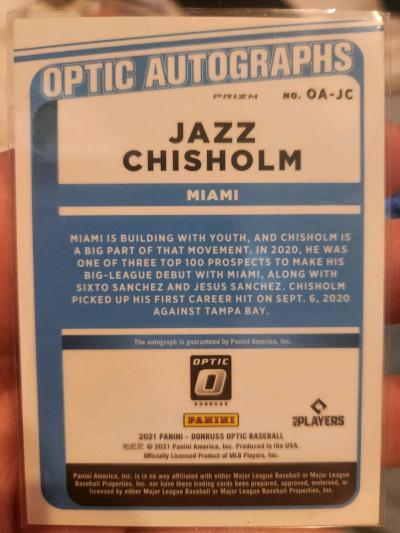 OPTIC AUTOGRAPHS
PRIZM NO. OA-JC
JAZZ
CHISHOLM
MIAMI
MIAMI IS BUILDING WITH YOUTH, AND CHISHOLM IS
A BIG PART OF THAT MOVEMENT. IN 2020, HE WAS
ONE OF THREE TOP 100 PROSPECTS TO MAKE HIS
BIG-LEAGUE DEBUT WITH MIAMI, ALONG WITH
SIXTO SANCHEZ AND JESUS SANCHEZ. CHISHOLM
PICKED UP HIS FIRST CAREER HIT ON SEPT. 6, 2020
AGAINST TAMPA BAY.
The autograph is guaranteed by Panini America, Inc.
OPTIC
O
DONRUSS
PANINI
PLAYERS
2021 PANINI - DONRUSS OPTIC BASEBALL
© 2021 Panini America, Inc. Produced in the USA.
Officially Licensed Product of MLB Players, Inc.
Panini America, Inc. is in no way affiliated with either Major League Baseball or Major League
Baseball Properties, Inc. nor have these trading cards been prepared, approved, endorsed, or
licensed by either Major League Baseball or Major League Baseball Properties, Inc.